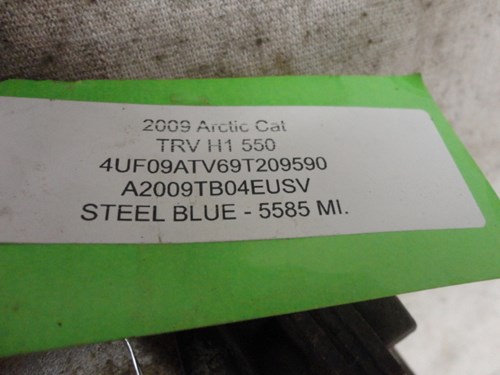 2009 Arctic Cat
TRV H1 550
4UF09ATV69T209590
A2009TB04EUSV
STEEL BLUE - 5585 MI.